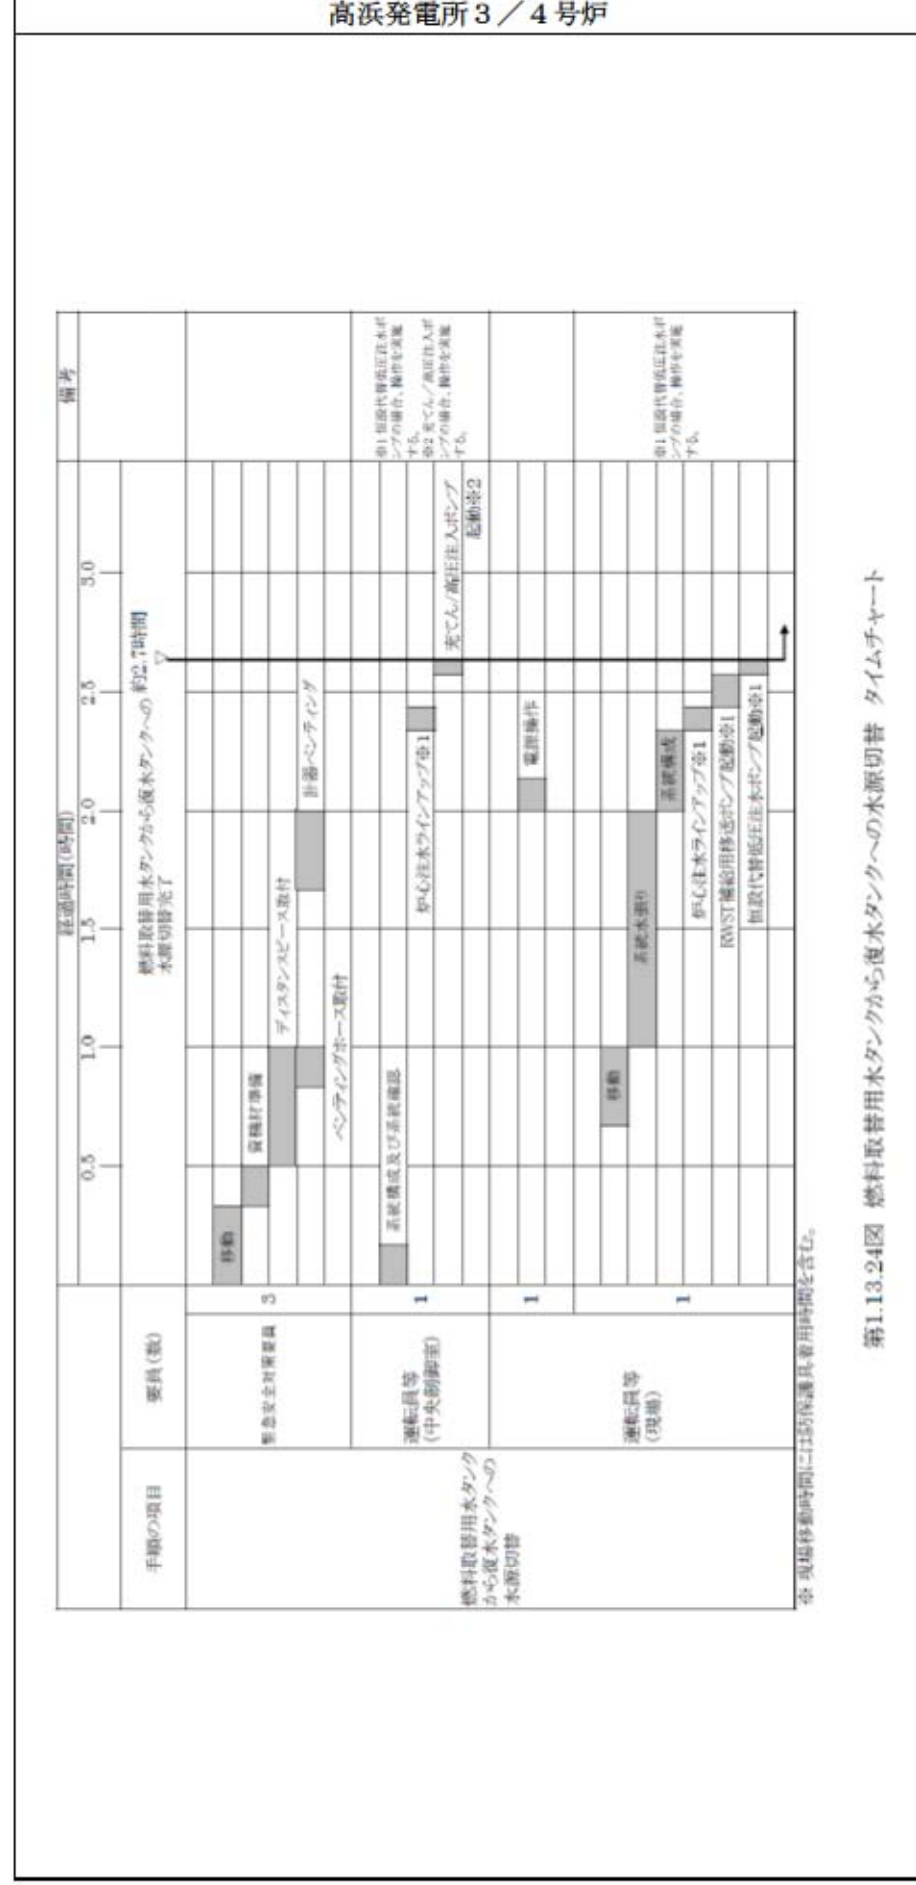 高浜発電所3／4号炉
経過時間(時間)
備考
0.5
1.0
1.5
2.0
2.5
3.0
手順の項目
要員(数)
燃料取替用水タンクから復水タンクへの
水源切替完了
約2.7時間
▽
燃料取替用水タンク
から復水タンクへの
水源切替
緊急安全対策要員
3
移動
資機材準備
ディスタンスピース取付
ベンティングホース取付
計器ベンティング
運転員等
(中央制御室)
1
系統構成及び系統確認
炉心注水ラインアップ※1
充てん/高圧注入ポンプ
起動※2
※1 恒設代替低圧注水ポ
ンプの場合、操作を実施
する。
※2 充てん／高圧注入ポ
ンプの場合、操作を実施
する。
運転員等
(現場)
1
電源操作
1
移動
系統水張り
系統構成
炉心注水ラインアップ※1
RWST補給用移送ポンプ起動※1
恒設代替低圧注水ポンプ起動※1
※1 恒設代替低圧注水ポ
ンプの場合、操作を実施
する。
※ 現場移動時間には防保護具着用時間を含む。
第1.13.24図 燃料取替用水タンクから復水タンクへの水源切替 タイムチャート